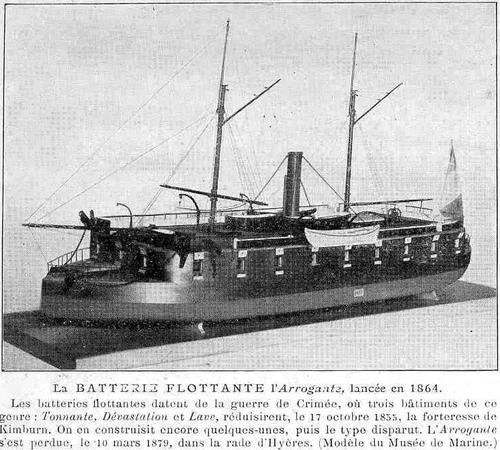 La BATTERIE FLOTTANTE l'Arrogante, lancée en 1864.
Les batteries flottantes datent de la guerre de Crimée, où trois bâtiments de ce
genre : Tonnante, Dévastation et Lave, réduisirent, le 17 octobre 1855, la forteresse de
Kimburn. On en construisit encore quelques-unes, puis le type disparut. L'Arrogante
s'est perdue, le 10 mars 1879, dans la rade d'Hyères. (Modèle du Musée de Marine.)